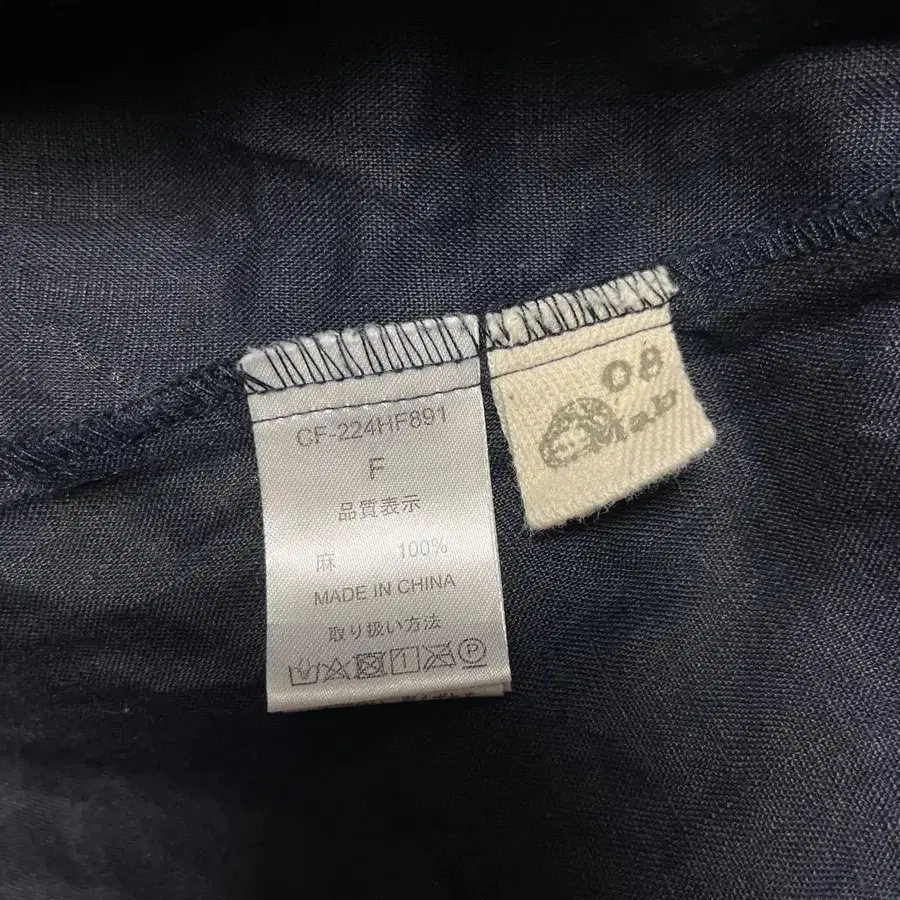 CF-224HF891
F
品質表示
麻 100%
MADE IN CHINA
取り扱い方法
08
Mab